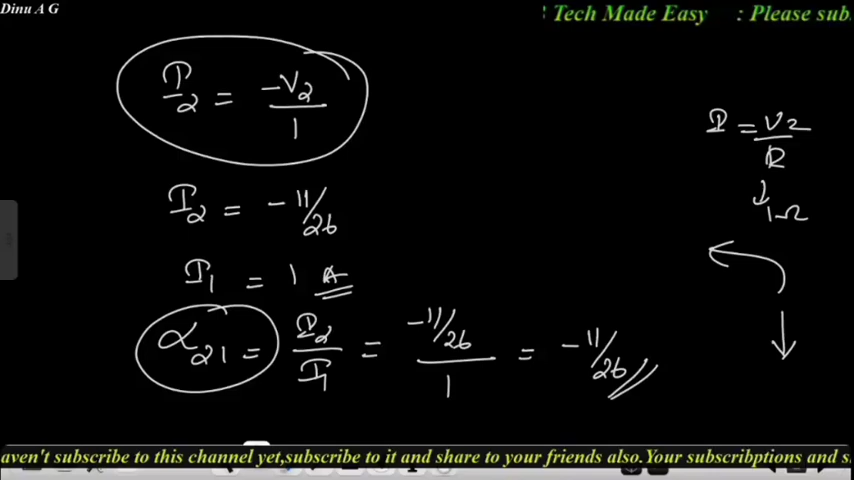 Dinu A G
Tech Made Easy : Please sub
I2 = -V2/1
I = V2/R
1Ω
I2 = -11/26
I1 = 1 A
α21 = I2/I1 = -11/26/1 = -11/26
aven't subscribe to this channel yet,subscribe to it and share to your friends also.Your subscribptions and s